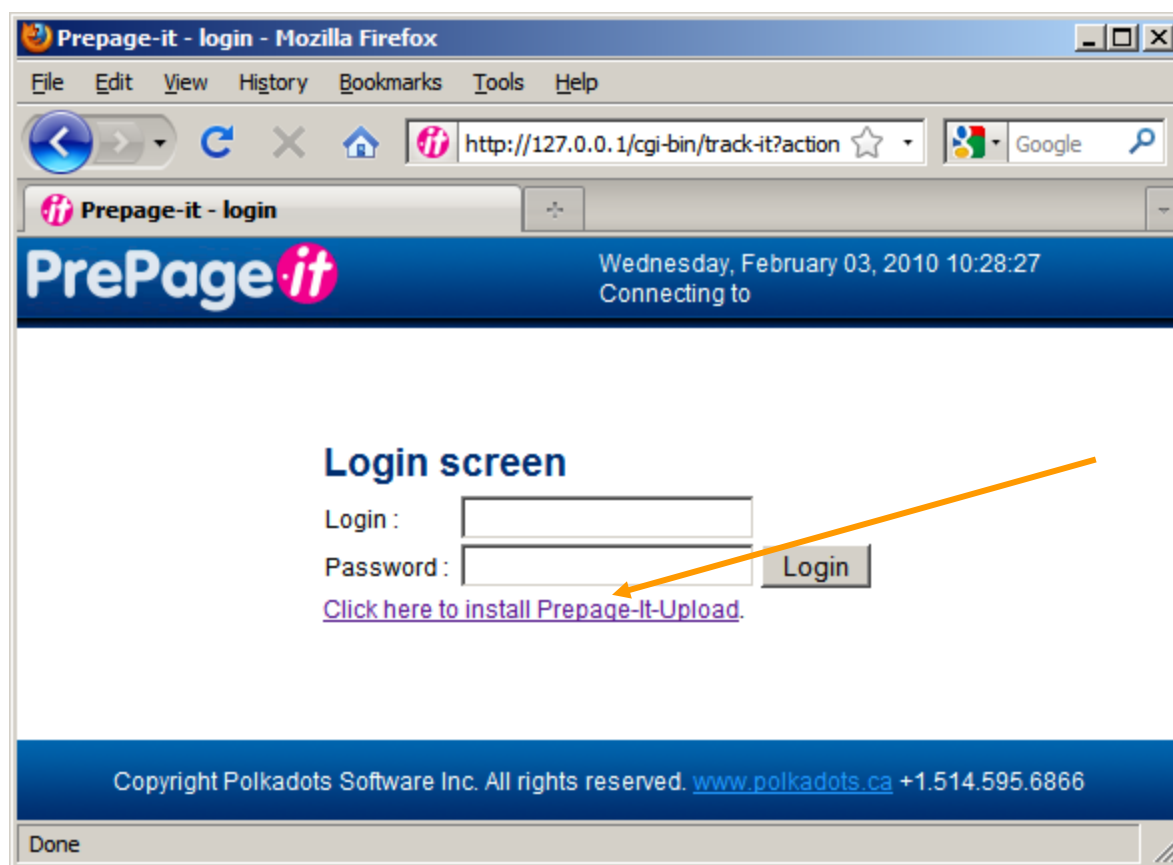 Prepage-it - login - Mozilla Firefox
File Edit View History Bookmarks Tools Help
it http://127.0.0.1/cgi-bin/track-it?action Google
it Prepage-it - login
PrePage·it
Wednesday, February 03, 2010 10:28:27
Connecting to
Login screen
Login :
Password : Login
Click here to install Prepage-It-Upload.
Copyright Polkadots Software Inc. All rights reserved. www.polkadots.ca +1.514.595.6866
Done